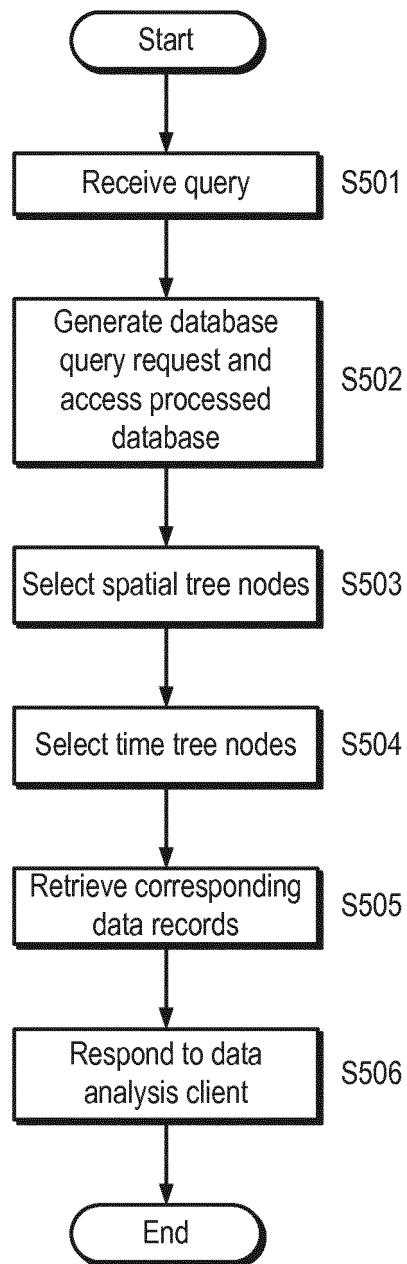 Start
Receive query
S501
Generate database
query request and
access processed
database
S502
Select spatial tree nodes
S503
Select time tree nodes
S504
Retrieve corresponding
data records
S505
Respond to data
analysis client
S506
End